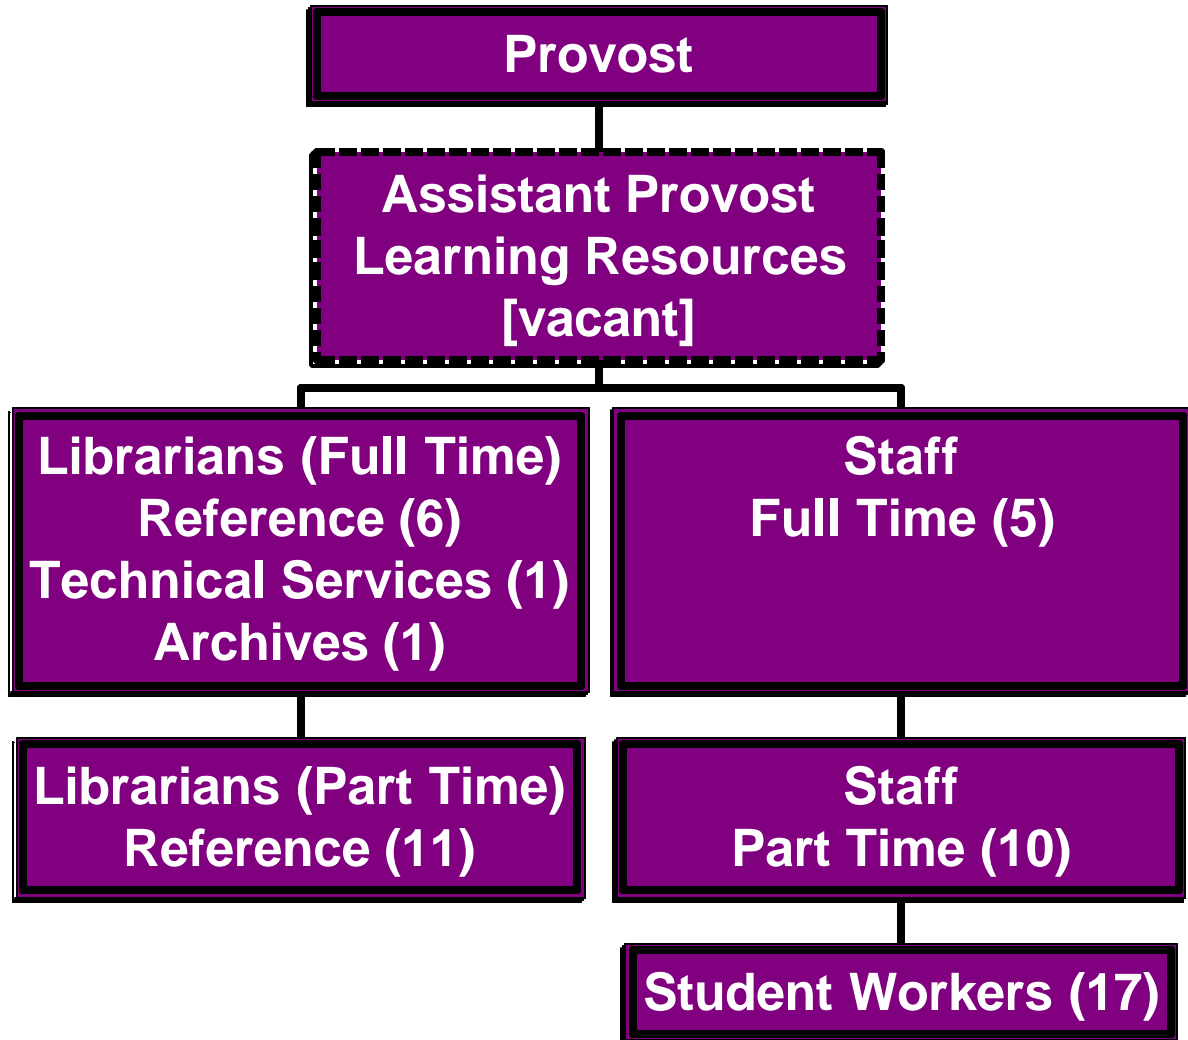 Provost
Assistant Provost
Learning Resources
[vacant]
Librarians (Full Time)
Reference (6)
Technical Services (1)
Archives (1)
Staff
Full Time (5)
Librarians (Part Time)
Reference (11)
Staff
Part Time (10)
Student Workers (17)